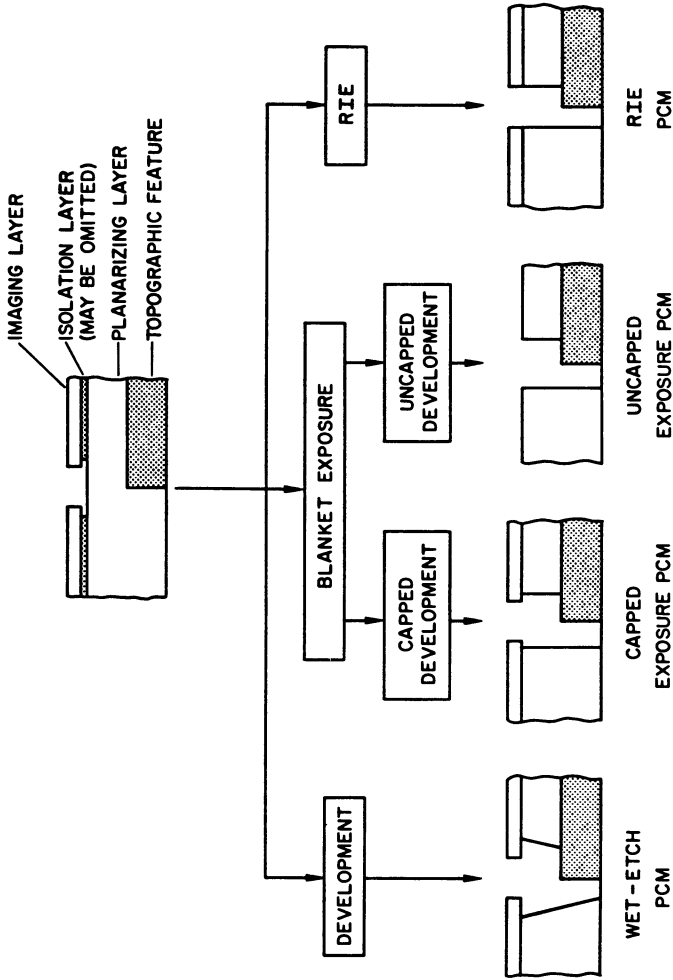 IMAGING LAYER
ISOLATION LAYER
(MAY BE OMITTED)
PLANARIZING LAYER
TOPOGRAPHIC FEATURE
DEVELOPMENT
BLANKET EXPOSURE
RIE
CAPPED
DEVELOPMENT
UNCAPPED
DEVELOPMENT
WET-ETCH
PCM
CAPPED
EXPOSURE PCM
UNCAPPED
EXPOSURE PCM
RIE
PCM